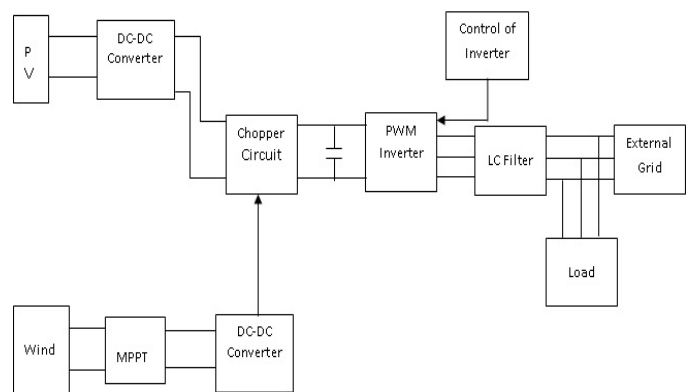 P
V
DC-DC
Converter
Control of
Inverter
Chopper
Circuit
PWM
Inverter
LC Filter
External
Grid
Load
Wind
MPPT
DC-DC
Converter